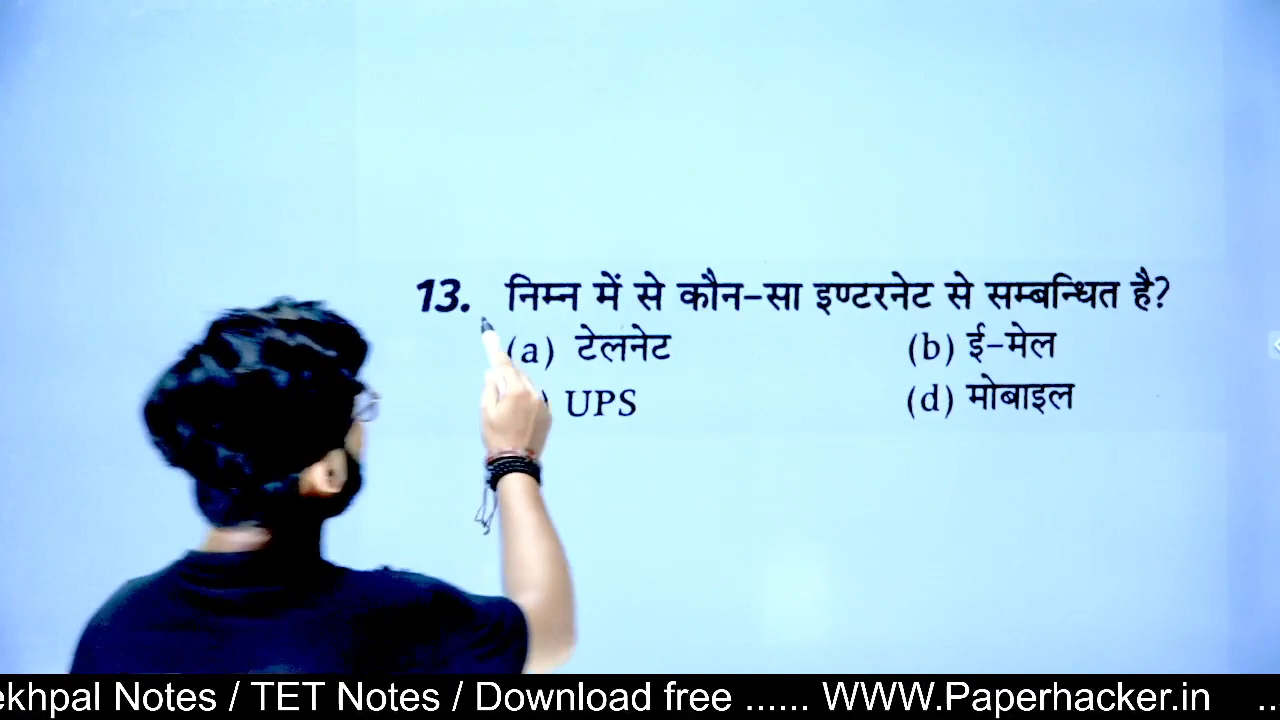 13. निम्न में से कौन-सा इण्टरनेट से सम्बन्धित है?
(a) टेलनेट (b) ई-मेल
) UPS (d) मोबाइल
ekhpal Notes / TET Notes / Download free ...... WWW.Paperhacker.in ..